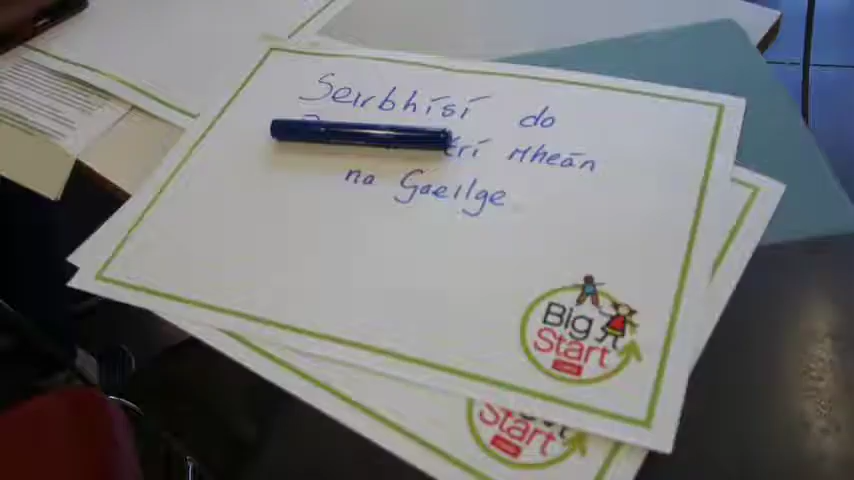 Seirbhísí do
trí Mheán
na Gaeilge
Big
Start
Start